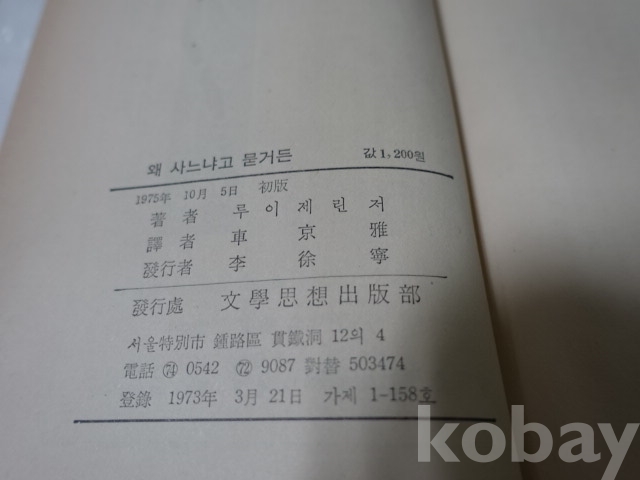 왜 사느냐고 묻거든 값 1,200원
1975年 10月 5日 初版
著者 루이제린저
譯者 車京雅
發行者 李徐寧
發行處 文學思想出版部
서울特別市 鍾路區 貫鐵洞 12의 4
電話 74 0542 72 9087 對替 503474
登錄 1973年 3月 21日 가제 1-158호
kobay